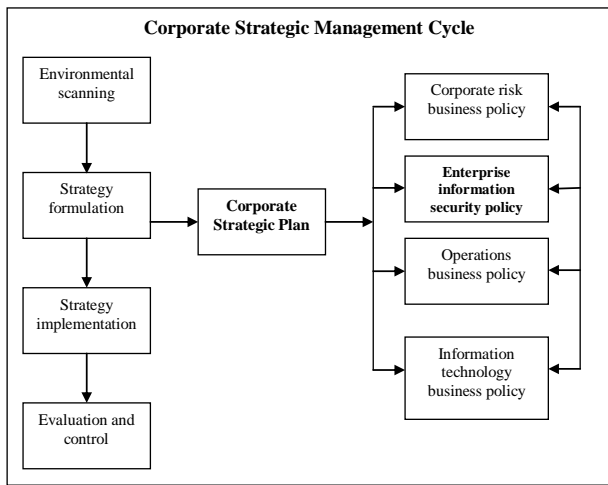 Corporate Strategic Management Cycle
Environmental
scanning
Strategy
formulation
Strategy
implementation
Evaluation and
control
Corporate
Strategic Plan
Corporate risk
business policy
Enterprise
information
security policy
Operations
business policy
Information
technology
business policy